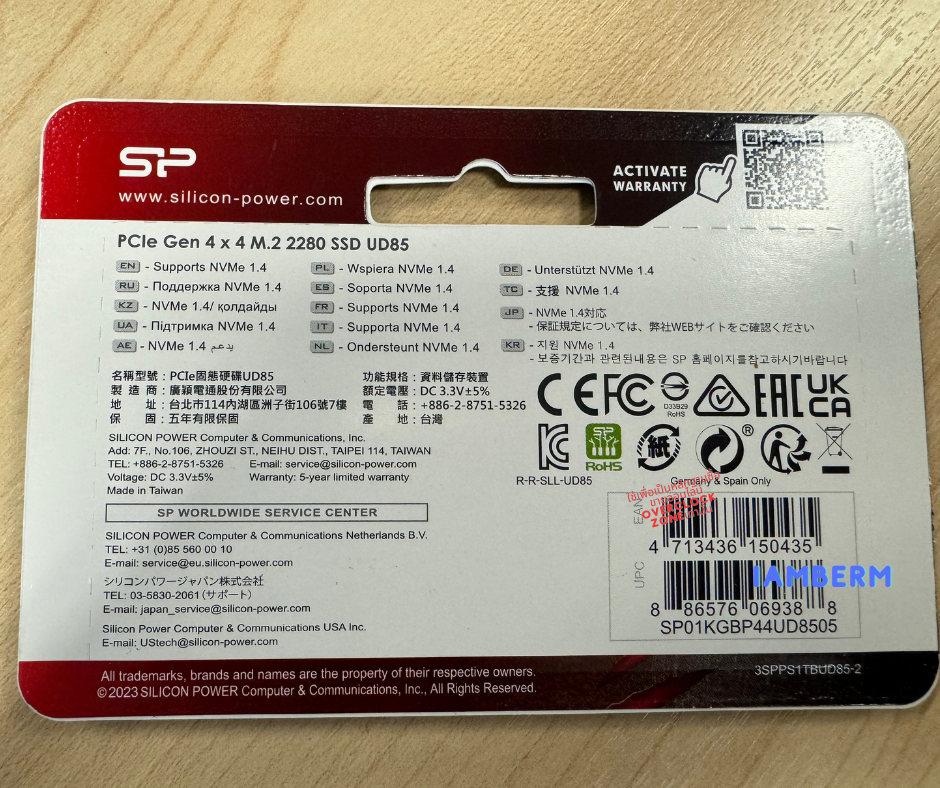 SP
www.silicon-power.com
ACTIVATE
WARRANTY
PCIe Gen 4 x 4 M.2 2280 SSD UD85
EN - Supports NVMe 1.4
RU - Поддержка NVMe 1.4
KZ - NVMe 1.4/ қолдайды
UA - Підтримка NVMe 1.4
AE - NVMe 1.4 يدعم
PL - Wspiera NVMe 1.4
ES - Soporta NVMe 1.4
FR - Supports NVMe 1.4
IT - Supporta NVMe 1.4
NL - Ondersteunt NVMe 1.4
DE - Unterstützt NVMe 1.4
TC - 支援 NVMe 1.4
JP - NVMe 1.4対応
- 保証規定については、弊社WEBサイトをご確認ください
KR - 지원 NVMe 1.4
- 보증기간과 관련된내용은 SP 홈페이지를참고하시기바랍니다
名稱型號：PCIe固態硬碟UD85
製 造 商：廣穎電通股份有限公司
地 址：台北市114內湖區洲子街106號7樓
保 固：五年有限保固
功能規格：資料儲存裝置
額定電壓：DC 3.3V±5%
電 話：+886-2-8751-5326
產 地：台灣
SILICON POWER Computer & Communications, Inc.
Add: 7F., No.106, ZHOUZI ST., NEIHU DIST., TAIPEI 114, TAIWAN
TEL: +886-2-8751-5326 E-mail: service@silicon-power.com
Voltage: DC 3.3V±5% Warranty: 5-year limited warranty
Made in Taiwan
SP WORLDWIDE SERVICE CENTER
SILICON POWER Computer & Communications Netherlands B.V.
TEL: +31 (0)85 560 00 10
E-mail: service@eu.silicon-power.com
シリコンパワージャパン株式会社
TEL: 03-5830-2061（サポート）
E-mail: japan_service@silicon-power.com
Silicon Power Computer & Communications USA Inc.
E-mail: UStech@silicon-power.com
CE FC D33929 RoHS EAC UKCA
RoHS 紙 ®
R-R-SLL-UD85
Germany & Spain Only
OVERCLOCK
ZONE
EAN
4 713436 150435
IAMBERM
UPC
8 86576 06938 8
SP01KGBP44UD8505
All trademarks, brands and names are the property of their respective owners.
©2023 SILICON POWER Computer & Communications, Inc., All Rights Reserved.
3SPPS1TBUD85-2